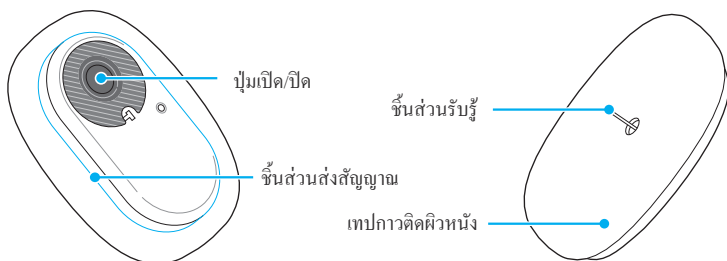 ปุ่มเปิด/ปิด
ชิ้นส่วนรับรู้
ชิ้นส่วนส่งสัญญาณ
เทปกาวติดผิวหนัง